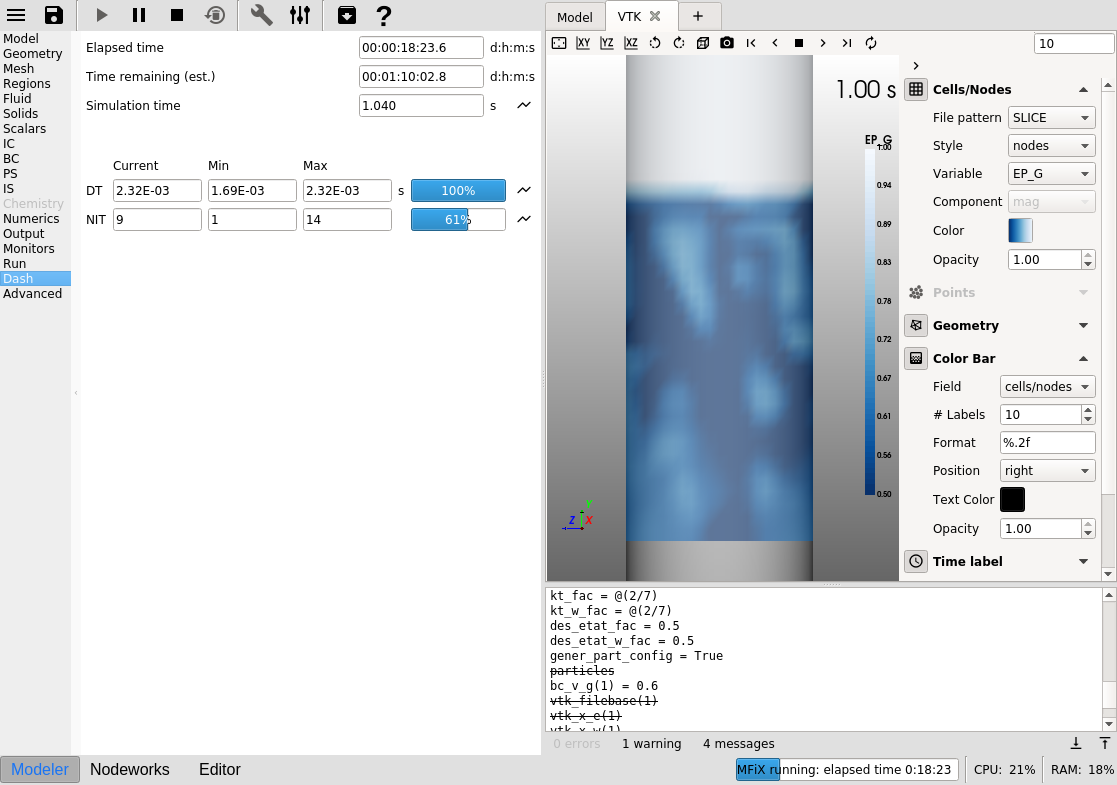 Model
VTK
+
XY
YZ
XZ
10
Model
Geometry
Mesh
Regions
Fluid
Solids
Scalars
IC
BC
PS
IS
Chemistry
Numerics
Output
Monitors
Run
Dash
Advanced
Elapsed time 00:00:18:23.6 d:h:m:s
Time remaining (est.) 00:01:10:02.8 d:h:m:s
Simulation time 1.040 s
Current Min Max
DT 2.32E-03 1.69E-03 2.32E-03 s 100%
NIT 9 1 14 61%
1.00 s
EP_G
1.00
0.94
0.89
0.83
0.78
0.72
0.67
0.61
0.56
0.50
Y
Z X
Cells/Nodes
File pattern SLICE
Style nodes
Variable EP_G
Component mag
Color
Opacity 1.00
Points
Geometry
Color Bar
Field cells/nodes
# Labels 10
Format %.2f
Position right
Text Color
Opacity 1.00
Time label
kt_fac = @(2/7)
kt_w_fac = @(2/7)
des_etat_fac = 0.5
des_etat_w_fac = 0.5
gener_part_config = True
particles
bc_v_g(1) = 0.6
vtk_filebase(1)
vtk_x_e(1)
vtk_x_w(1)
0 errors 1 warning 4 messages
Modeler Nodeworks Editor
MFiX running: elapsed time 0:18:23 CPU: 21% RAM: 18%